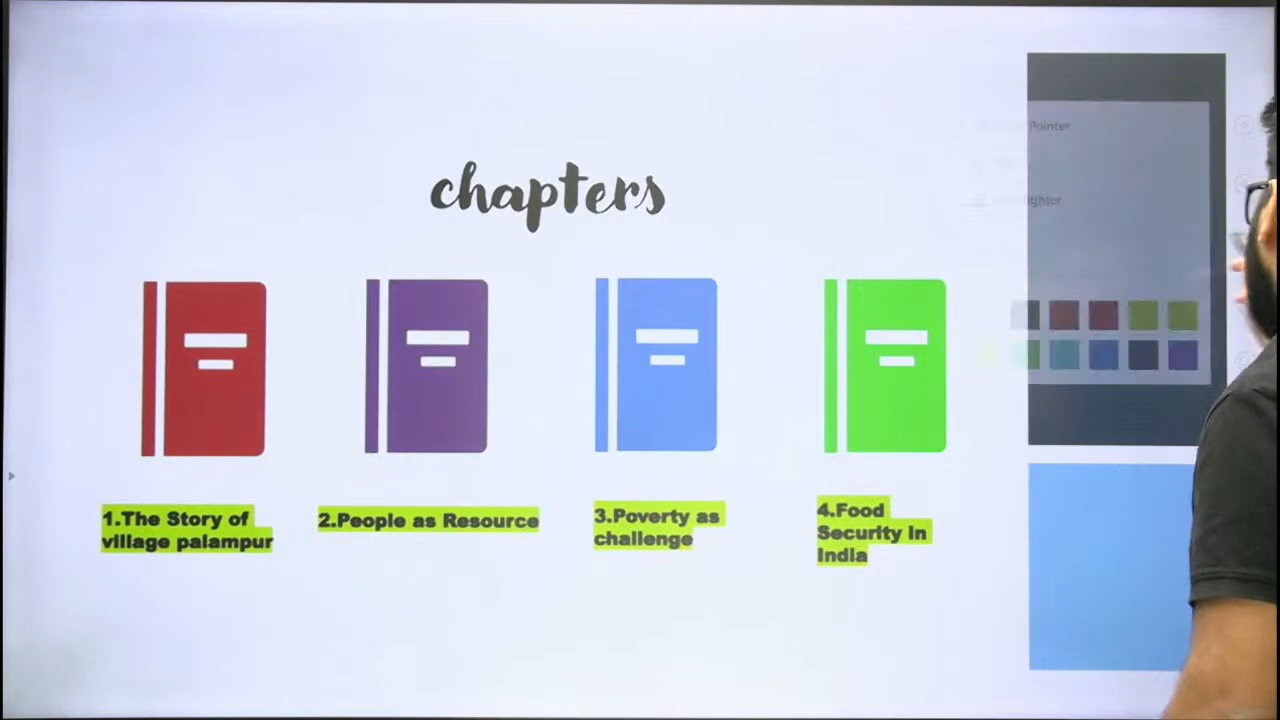 chapters
Pointer
1.The Story of
village palampur
2.People as Resource
3.Poverty as
challenge
4.Food
Security in
India